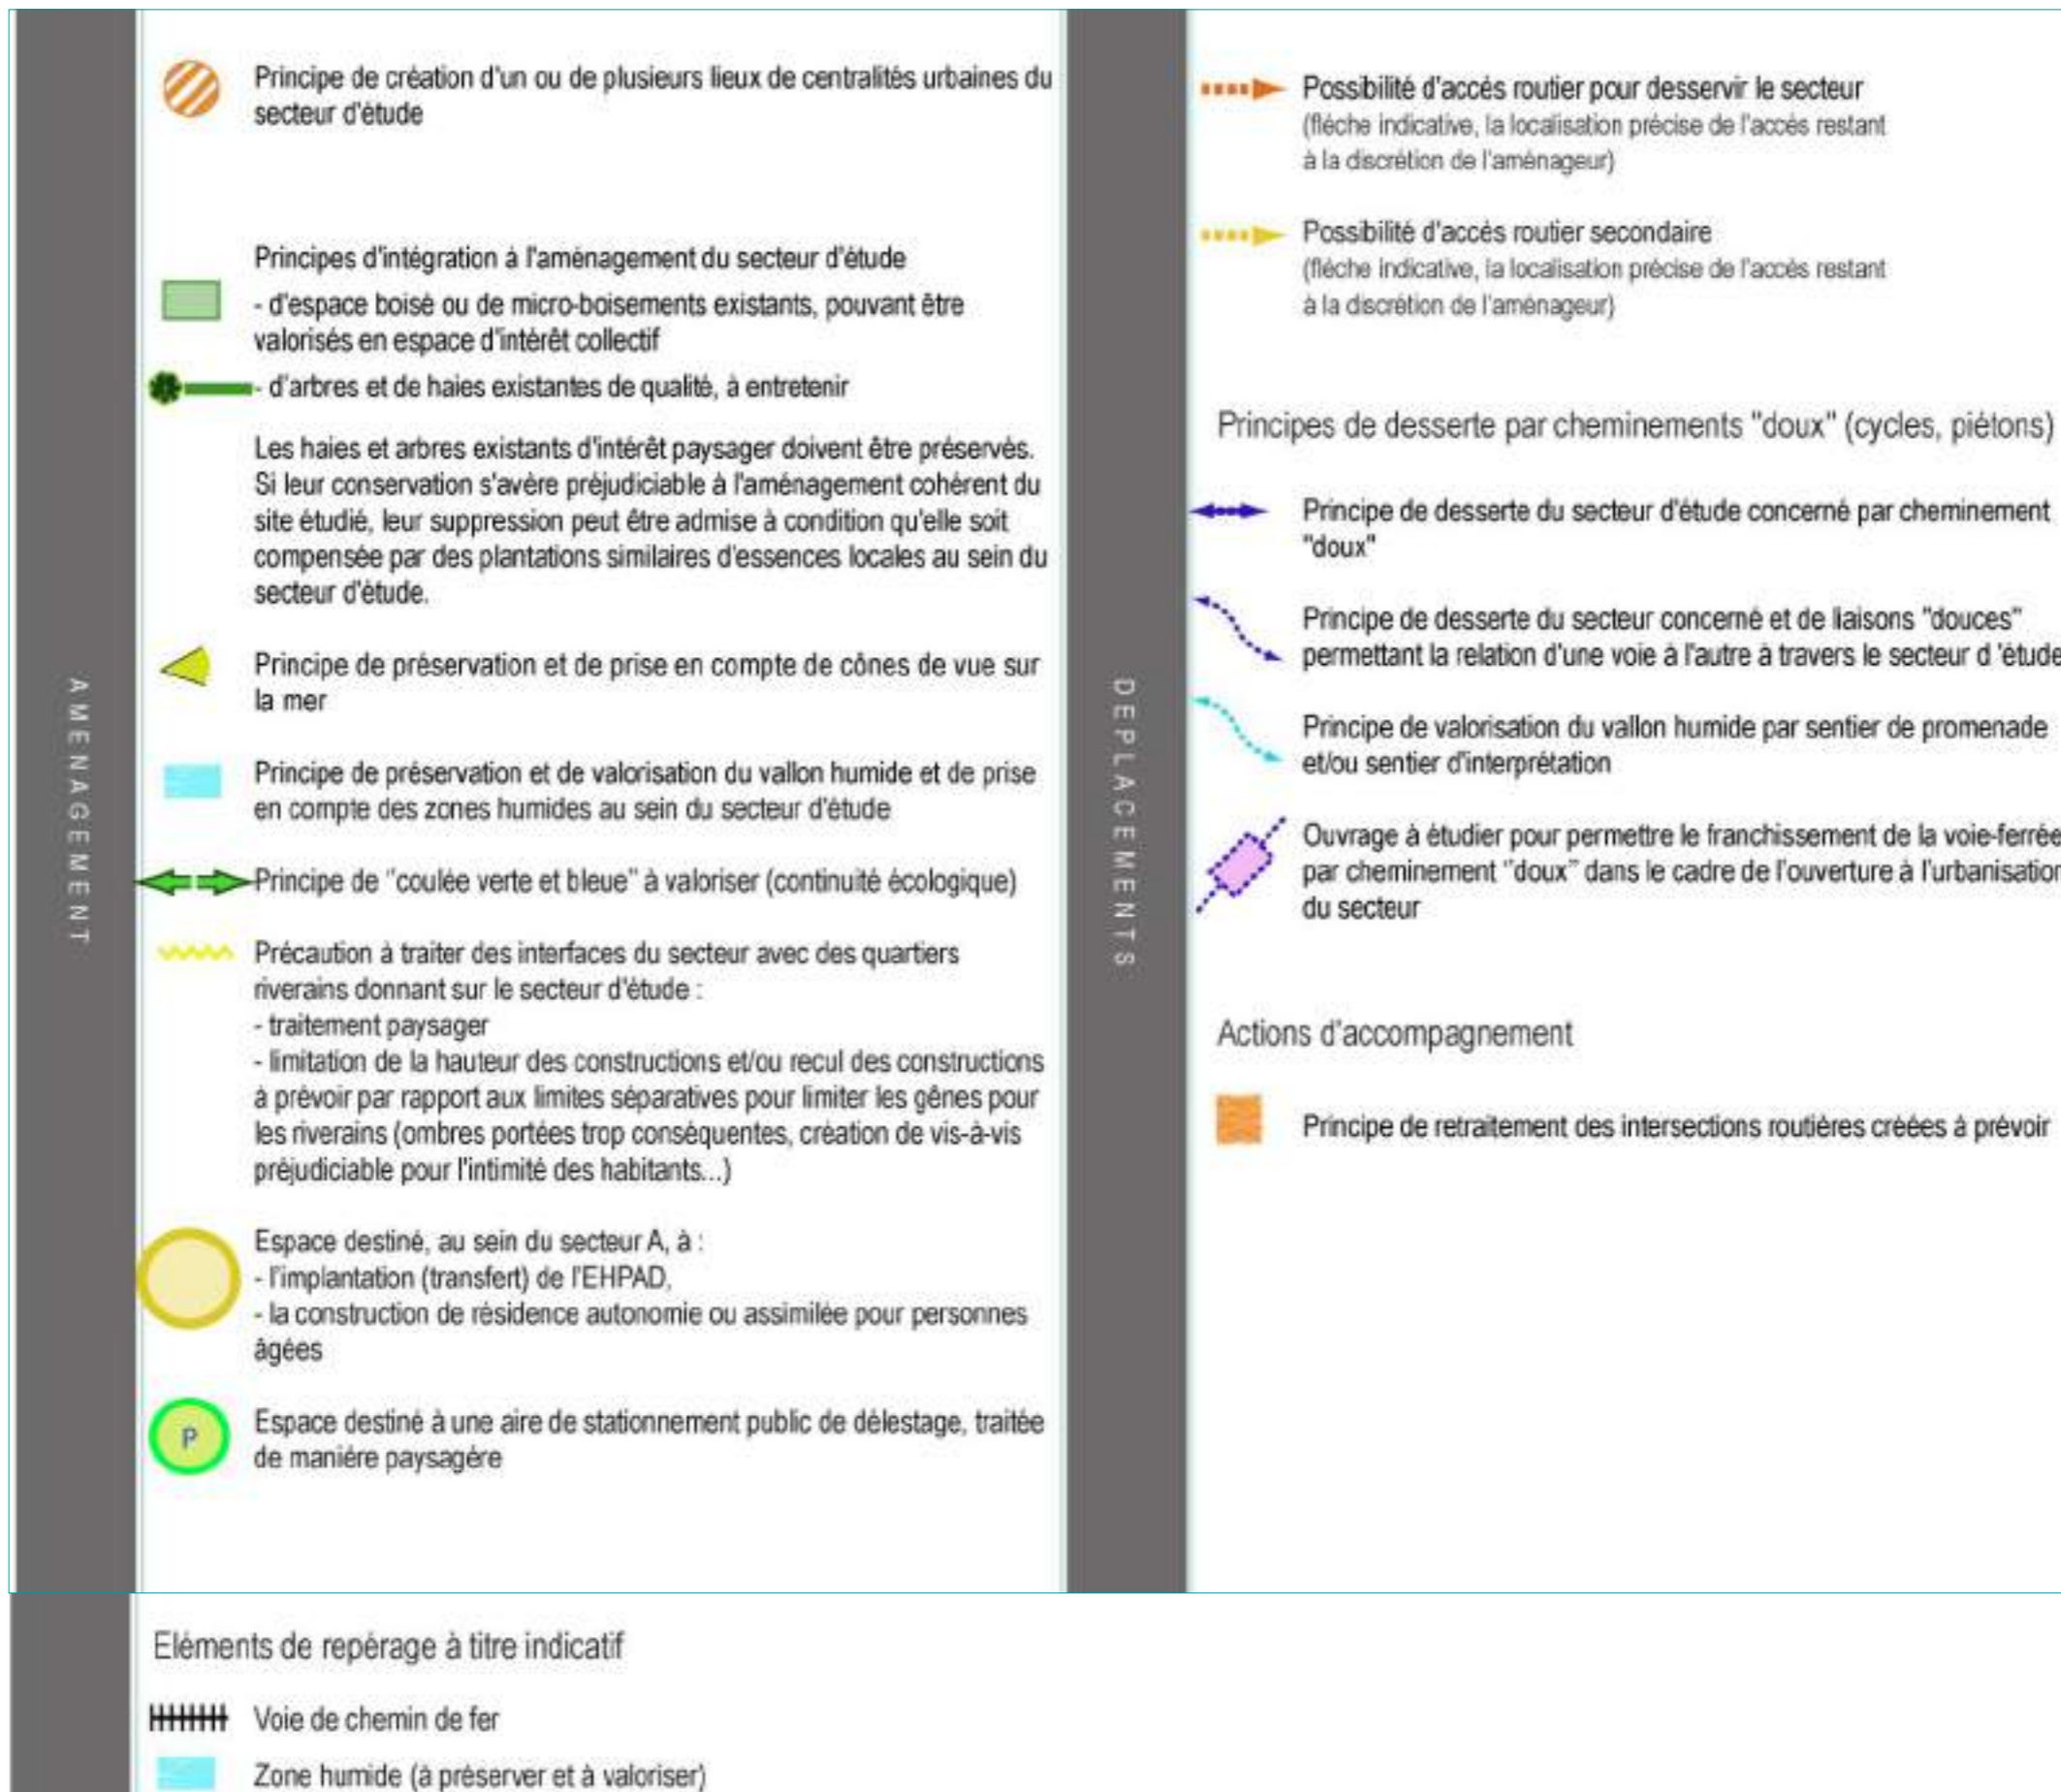 AMENAGEMENT
Principe de création d'un ou de plusieurs lieux de centralités urbaines du
secteur d'étude
Principes d'intégration à l'aménagement du secteur d'étude
- d'espace boisé ou de micro-boisements existants, pouvant être
valorisés en espace d'intérêt collectif
- d'arbres et de haies existantes de qualité, à entretenir
Les haies et arbres existants d'intérêt paysager doivent être préservés.
Si leur conservation s'avère préjudiciable à l'aménagement cohérent du
site étudié, leur suppression peut être admise à condition qu'elle soit
compensée par des plantations similaires d'essences locales au sein du
secteur d'étude.
Principe de préservation et de prise en compte de cônes de vue sur
la mer
Principe de préservation et de valorisation du vallon humide et de prise
en compte des zones humides au sein du secteur d'étude
Principe de "coulée verte et bleue" à valoriser (continuité écologique)
Précaution à traiter des interfaces du secteur avec des quartiers
riverains donnant sur le secteur d'étude :
- traitement paysager
- limitation de la hauteur des constructions et/ou recul des constructions
à prévoir par rapport aux limites séparatives pour limiter les gênes pour
les riverains (ombres portées trop conséquentes, création de vis-à-vis
préjudiciable pour l'intimité des habitants...)
Espace destiné, au sein du secteur A, à :
- l'implantation (transfert) de l'EHPAD,
- la construction de résidence autonomie ou assimilée pour personnes
âgées
P
Espace destiné à une aire de stationnement public de délestage, traitée
de manière paysagère
DEPLACEMENTS
Possibilité d'accès routier pour desservir le secteur
(flèche indicative, la localisation précise de l'accès restant
à la discrétion de l'aménageur)
Possibilité d'accès routier secondaire
(flèche indicative, la localisation précise de l'accès restant
à la discrétion de l'aménageur)
Principes de desserte par cheminements "doux" (cycles, piétons)
Principe de desserte du secteur d'étude concerné par cheminement
"doux"
Principe de desserte du secteur concerné et de liaisons "douces"
permettant la relation d'une voie à l'autre à travers le secteur d 'étude
Principe de valorisation du vallon humide par sentier de promenade
et/ou sentier d'interprétation
Ouvrage à étudier pour permettre le franchissement de la voie-ferrée
par cheminement "doux" dans le cadre de l'ouverture à l'urbanisation
du secteur
Actions d'accompagnement
Principe de retraitement des intersections routières créées à prévoir
Eléments de repérage à titre indicatif
Voie de chemin de fer
Zone humide (à préserver et à valoriser)